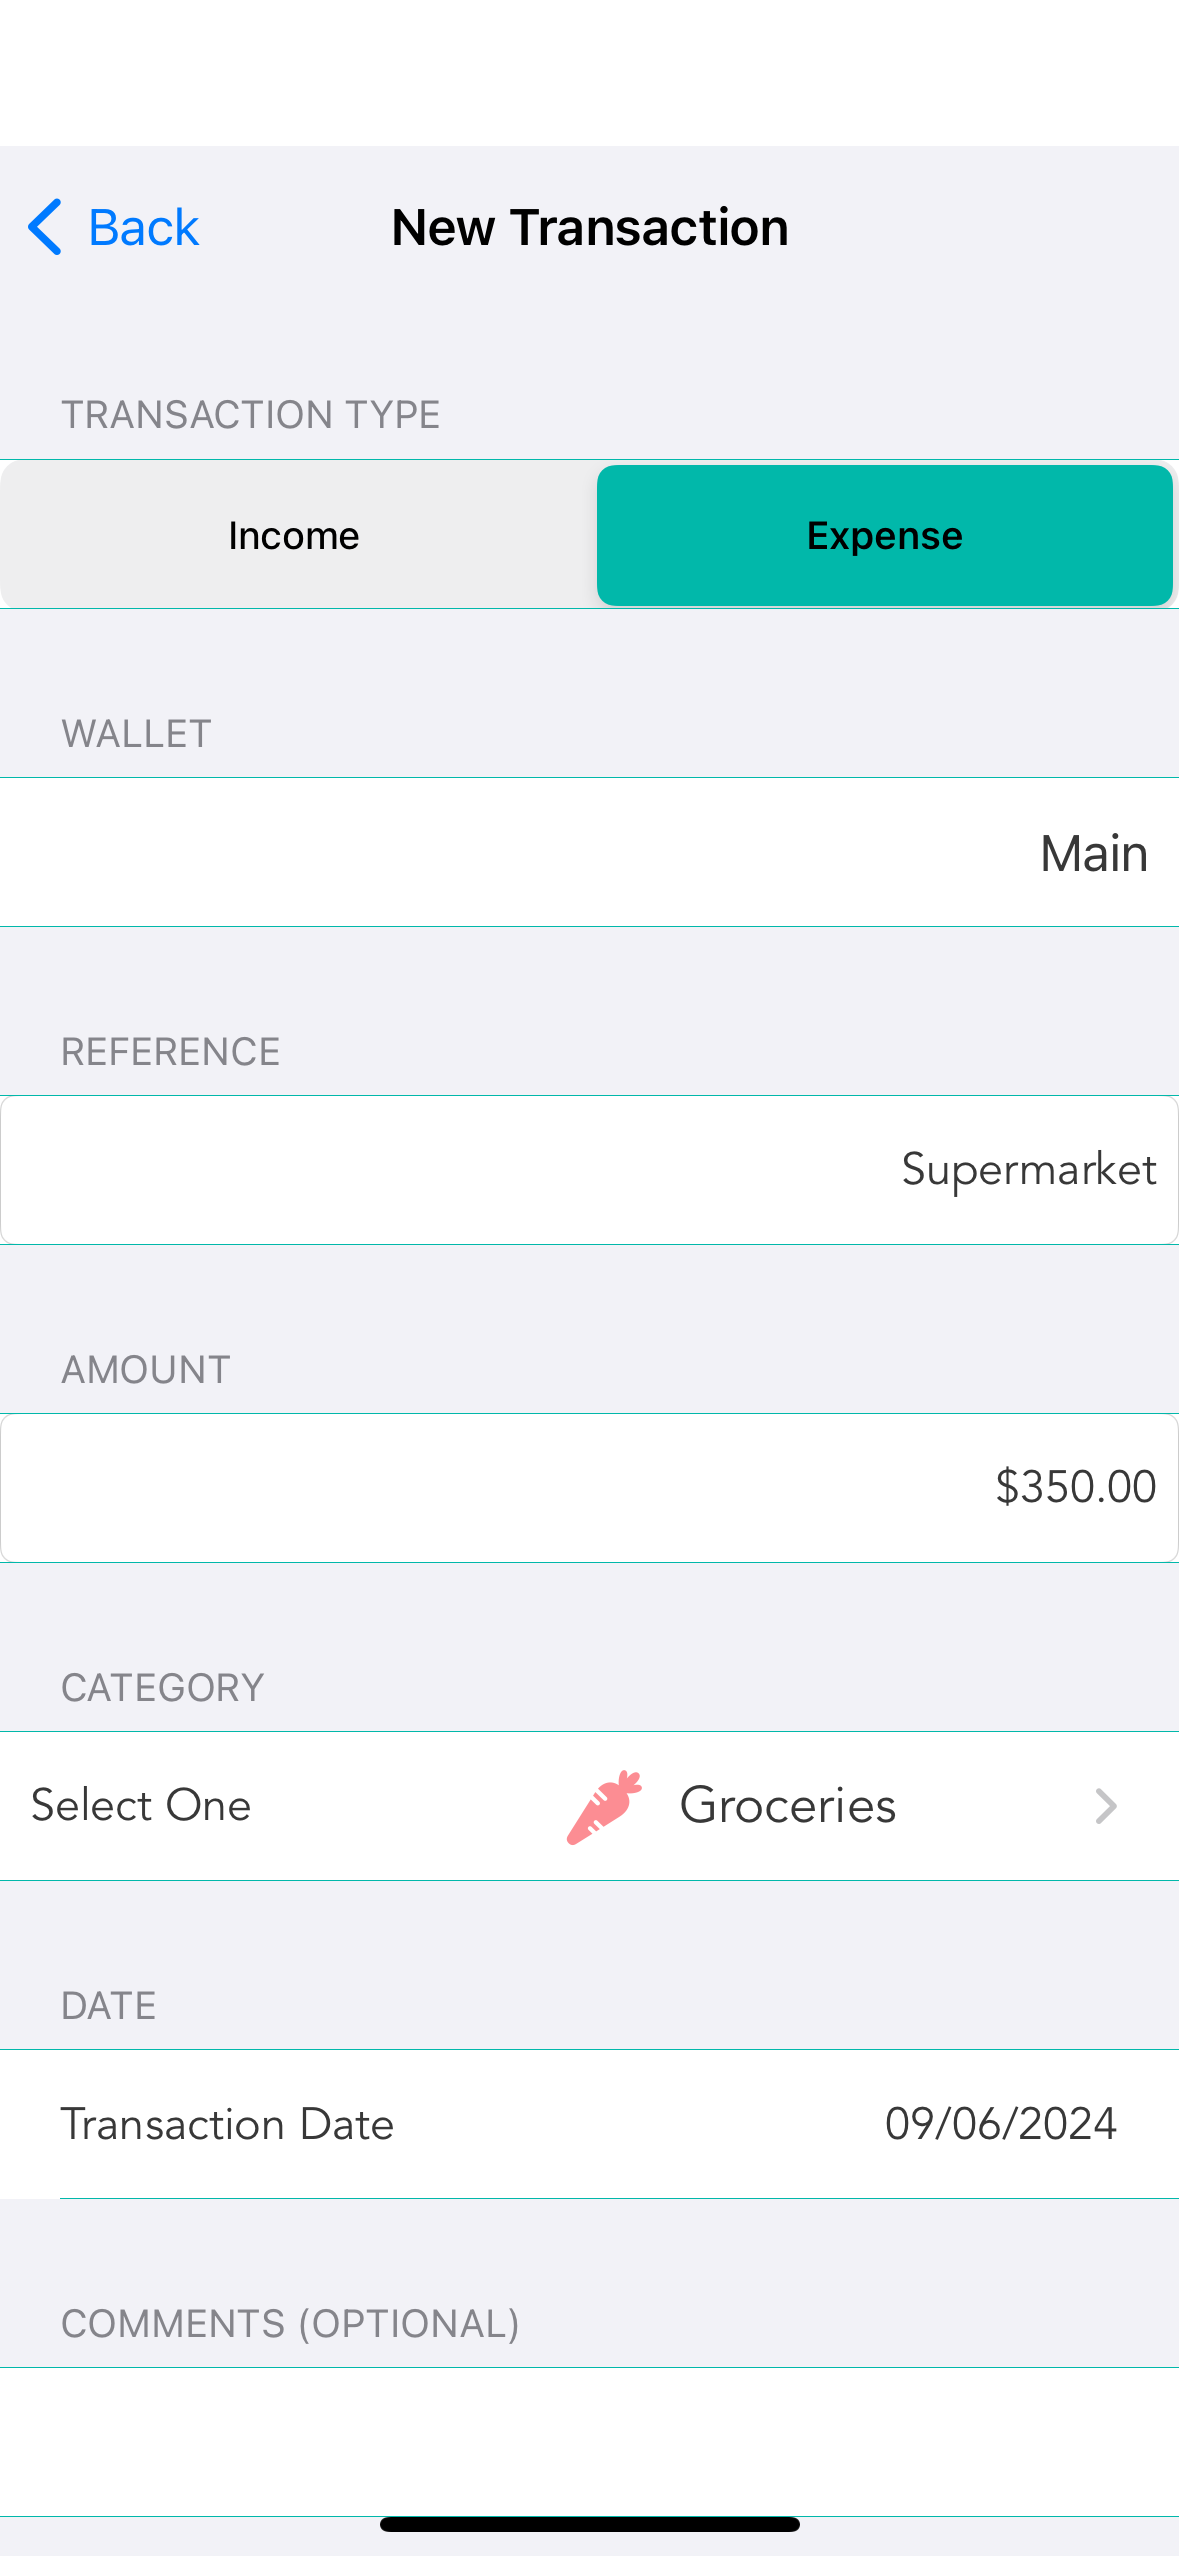 Back
New Transaction
TRANSACTION TYPE
Income
Expense
WALLET
Main
REFERENCE
Supermarket
AMOUNT
$350.00
CATEGORY
Select One
Groceries
DATE
Transaction Date
09/06/2024
COMMENTS (OPTIONAL)